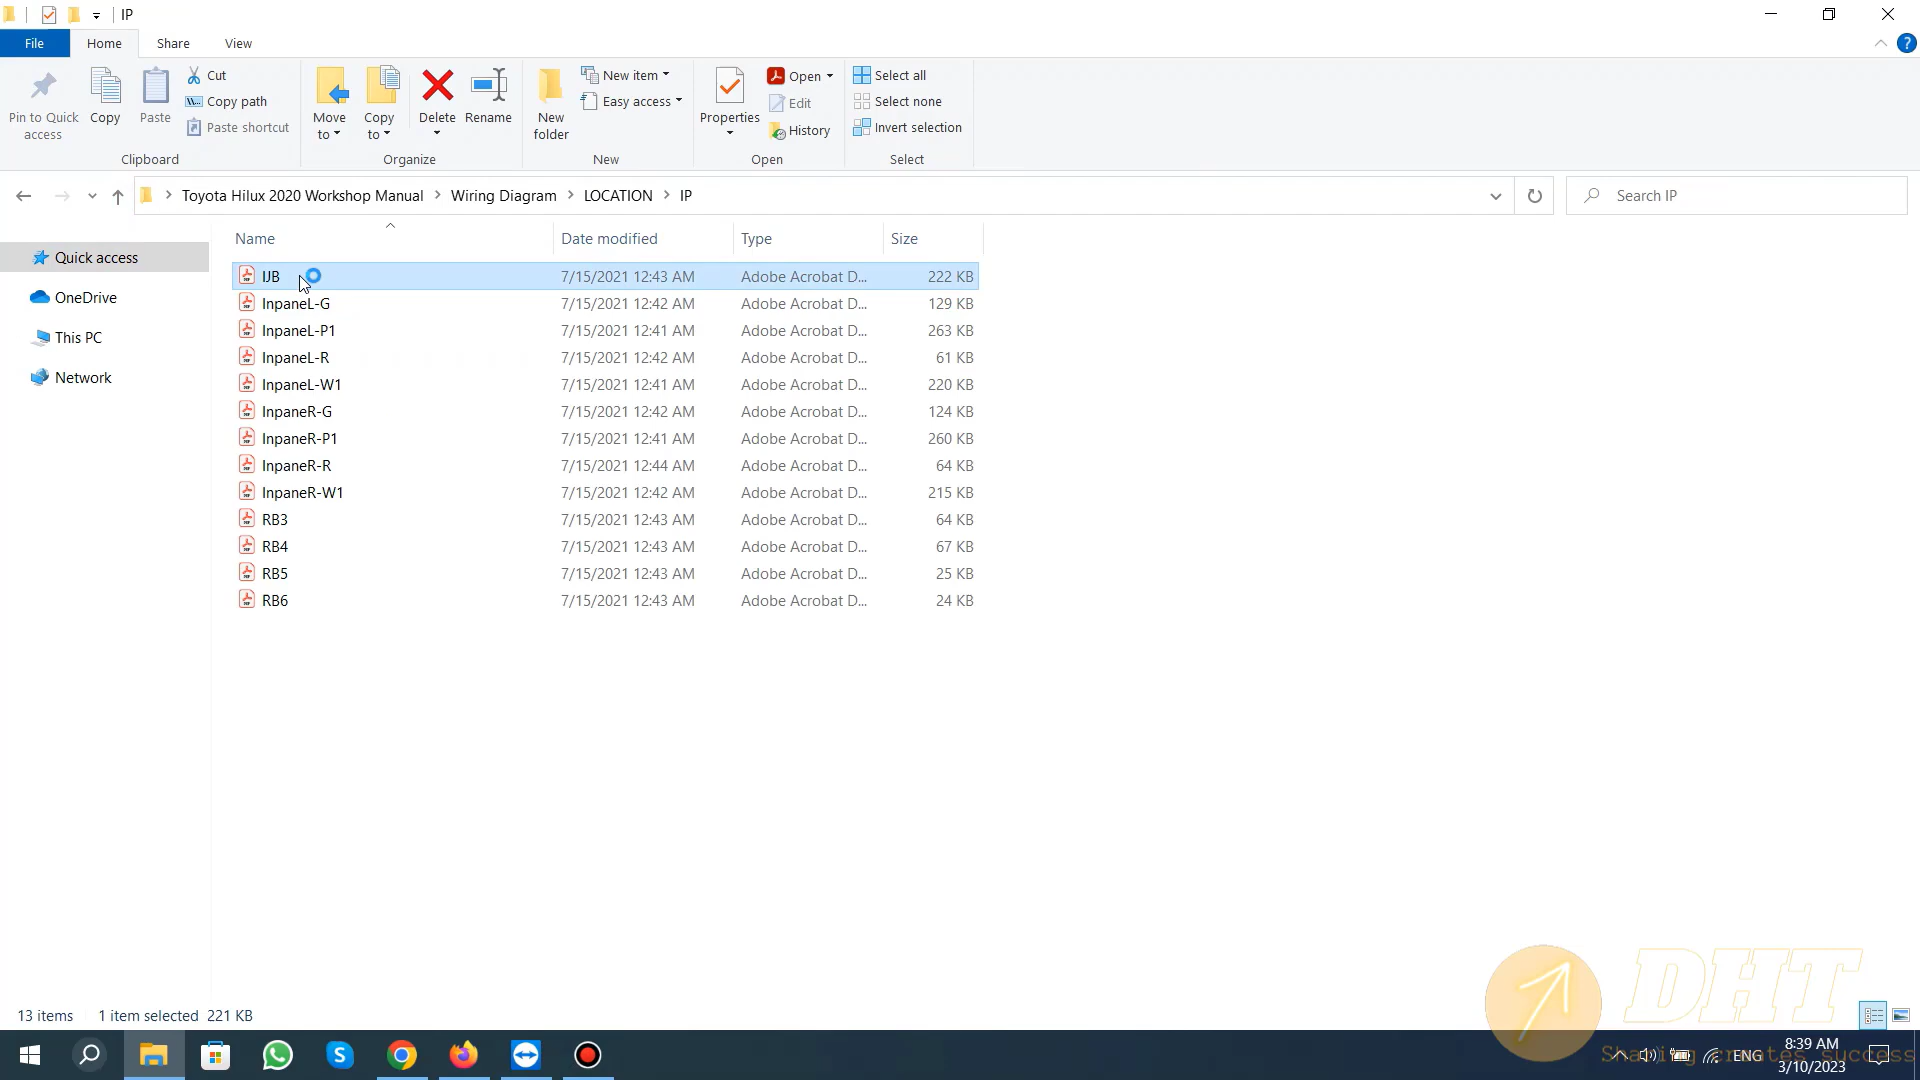 IP
File Home Share View
Pin to Quick access
Copy
Paste
Cut
Copy path
Paste shortcut
Move to
Copy to
Delete
Rename
New folder
New item
Easy access
Properties
Open
Edit
History
Select all
Select none
Invert selection
Clipboard Organize New Open Select
Toyota Hilux 2020 Workshop Manual Wiring Diagram LOCATION IP
Search IP
Quick access
OneDrive
This PC
Network
Name Date modified Type Size
IJB 7/15/2021 12:43 AM Adobe Acrobat D... 222 KB
InpaneL-G 7/15/2021 12:42 AM Adobe Acrobat D... 129 KB
InpaneL-P1 7/15/2021 12:41 AM Adobe Acrobat D... 263 KB
InpaneL-R 7/15/2021 12:42 AM Adobe Acrobat D... 61 KB
InpaneL-W1 7/15/2021 12:41 AM Adobe Acrobat D... 220 KB
InpaneR-G 7/15/2021 12:42 AM Adobe Acrobat D... 124 KB
InpaneR-P1 7/15/2021 12:41 AM Adobe Acrobat D... 260 KB
InpaneR-R 7/15/2021 12:44 AM Adobe Acrobat D... 64 KB
InpaneR-W1 7/15/2021 12:42 AM Adobe Acrobat D... 215 KB
RB3 7/15/2021 12:43 AM Adobe Acrobat D... 64 KB
RB4 7/15/2021 12:43 AM Adobe Acrobat D... 67 KB
RB5 7/15/2021 12:43 AM Adobe Acrobat D... 25 KB
RB6 7/15/2021 12:43 AM Adobe Acrobat D... 24 KB
DHT
Sharing creates success
13 items 1 item selected 221 KB
ENG
8:39 AM
3/10/2023